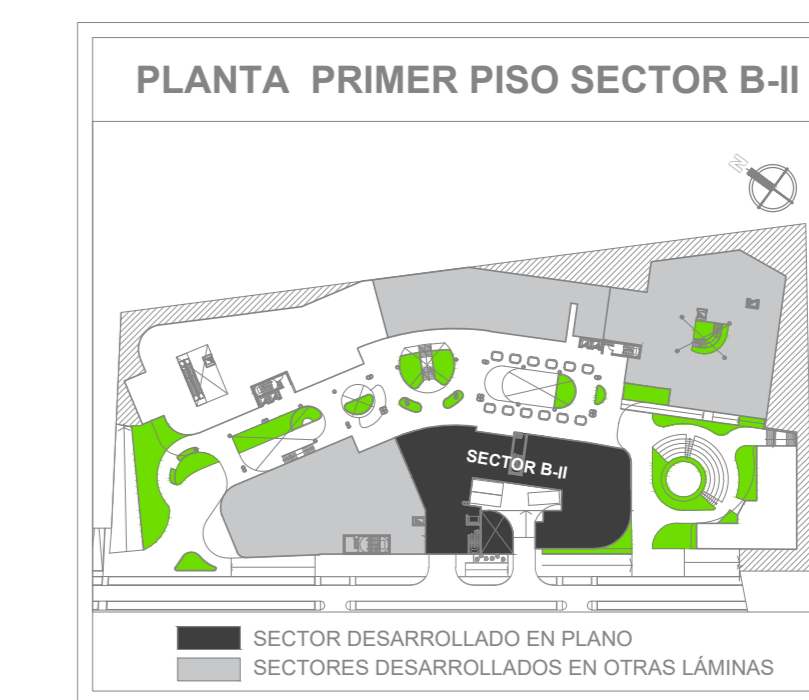 PLANTA PRIMER PISO SECTOR B-II
N
SECTOR B-II
SECTOR DESARROLLADO EN PLANO
SECTORES DESARROLLADOS EN OTRAS LÁMINAS